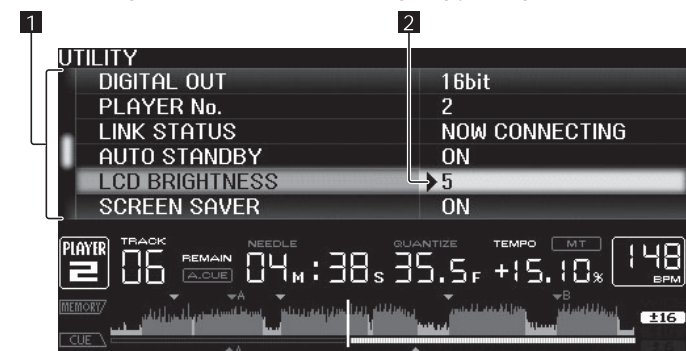 1 2
UTILITY
DIGITAL OUT 16bit
PLAYER No. 2
LINK STATUS NOW CONNECTING
AUTO STANDBY ON
LCD BRIGHTNESS 5
SCREEN SAVER ON
PLAYER TRACK NEEDLE QUANTIZE TEMPO MT
2 06 REMAIN A.CUE 04M:38S 35.5F +15.10% 148 BPM
MEMORY/ A B
±16
CUE A